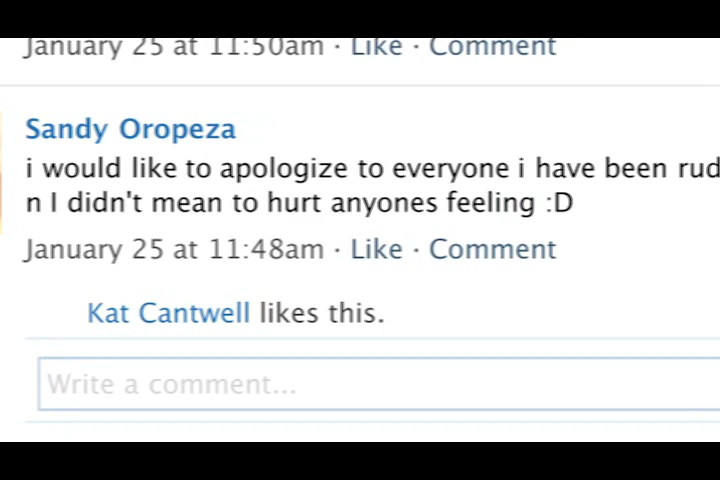 January 25 at 11:50am · Like · Comment
Sandy Oropeza
i would like to apologize to everyone i have been rud
n I didn't mean to hurt anyones feeling :D
January 25 at 11:48am · Like · Comment
Kat Cantwell likes this.
Write a comment...